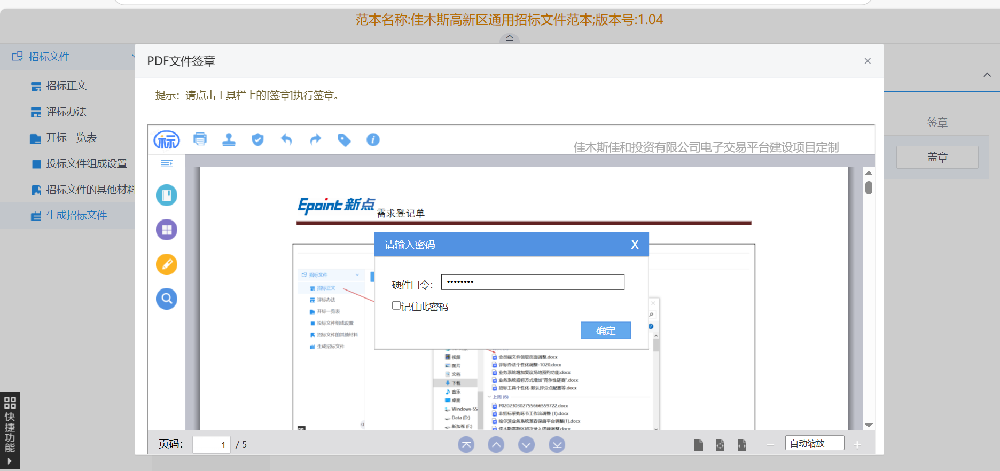 范本名称:佳木斯高新区通用招标文件范本;版本号:1.04
招标文件
招标正文
评标办法
开标一览表
投标文件组成设置
招标文件的其他材料
生成招标文件
PDF文件签章
×
提示：请点击工具栏上的[签章]执行签章。
标
佳木斯佳和投资有限公司电子交易平台建设项目定制
签章
盖章
Epoint 新点
需求登记单
请输入密码
X
硬件口令：
记住此密码
确定
招标文件
招标正文
评标办法
开标一览表
投标文件组成设置
招标文件的其他材料
生成招标文件
视频
图片
文档
下载
音乐
桌面
Windows-SS
Data (D:)
新加卷 (F:)
会员端文件领取页面调整.docx
评标办法个性化调整-1020.docx
业务系统增加复议场地预约功能.docx
业务系统招标方式增加"竞争性磋商".docx
招标工具个性化-默认评分点配置等.docx
上周 (6)
P020230302755666559722.docx
非招标采购环节工作流调整 (1).docx
哈尔滨业务系统兼容保函平台调整(1).docx
佳木斯高新区初次录入终端调整.docx
快捷功能
页码：
1
/ 5
自动缩放